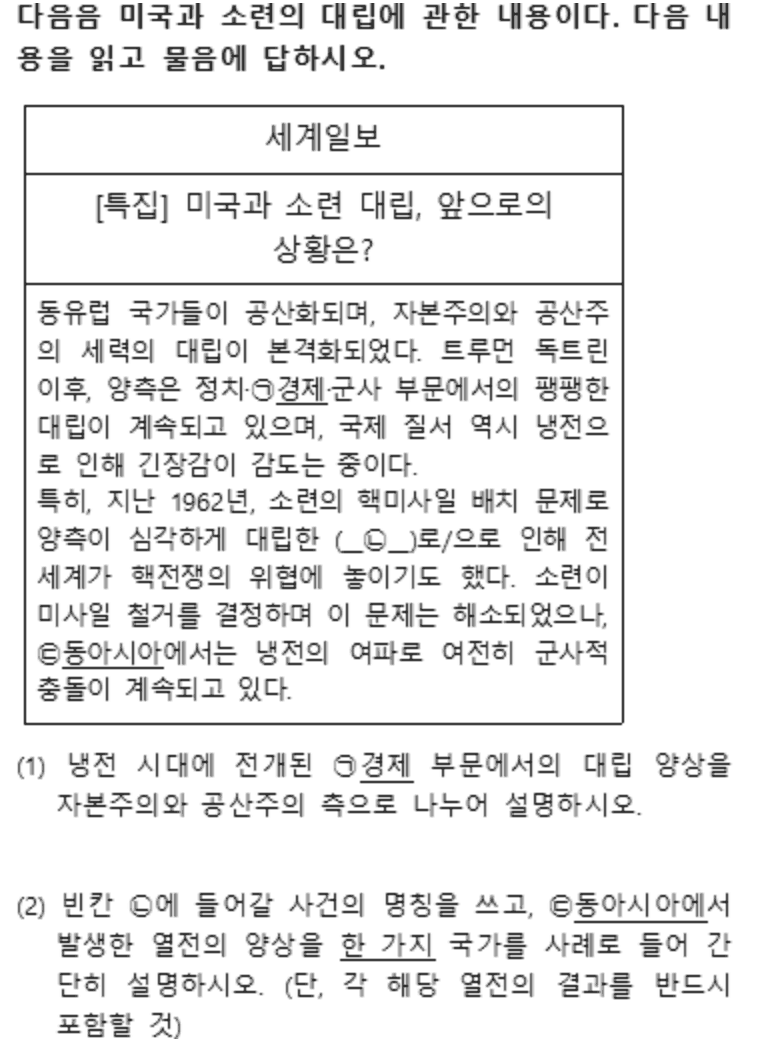 다음음 미국과 소련의 대립에 관한 내용이다. 다음 내
용을 읽고 물음에 답하시오.
세계일보
[특집] 미국과 소련 대립, 앞으로의
상황은?
동유럽 국가들이 공산화되며, 자본주의와 공산주
의 세력의 대립이 본격화되었다. 트루먼 독트린
이후, 양측은 정치·㉠경제·군사 부문에서의 팽팽한
대립이 계속되고 있으며, 국제 질서 역시 냉전으
로 인해 긴장감이 감도는 중이다.
특히, 지난 1962년, 소련의 핵미사일 배치 문제로
양측이 심각하게 대립한 (_㉡_)로/으로 인해 전
세계가 핵전쟁의 위협에 놓이기도 했다. 소련이
미사일 철거를 결정하며 이 문제는 해소되었으나,
㉢동아시아에서는 냉전의 여파로 여전히 군사적
충돌이 계속되고 있다.
(1) 냉전 시대에 전개된 ㉠경제 부문에서의 대립 양상을
자본주의와 공산주의 측으로 나누어 설명하시오.
(2) 빈칸 ㉡에 들어갈 사건의 명칭을 쓰고, ㉢동아시아에서
발생한 열전의 양상을 한 가지 국가를 사례로 들어 간
단히 설명하시오. (단, 각 해당 열전의 결과를 반드시
포함할 것)